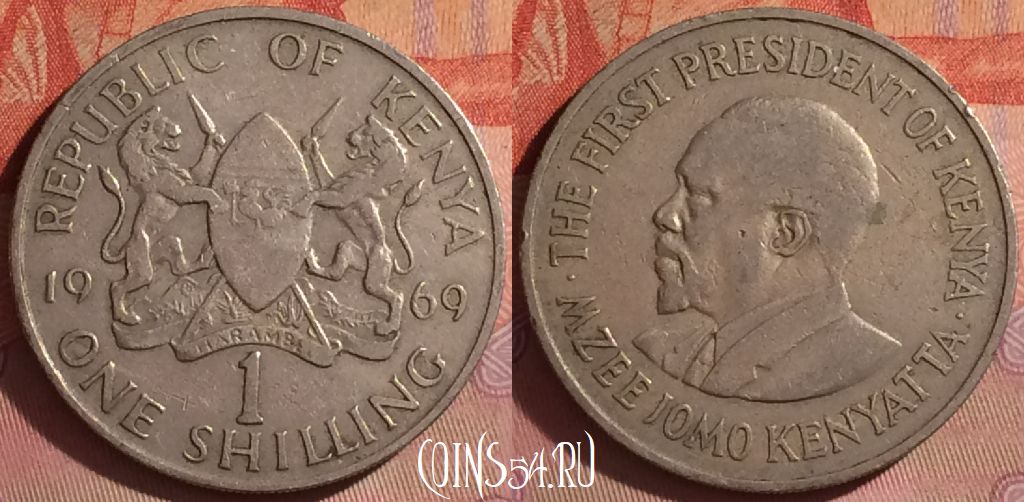 REPUBLIC OF KENYA
19 69
HARAMBEE
1
ONE SHILLING
· THE FIRST PRESIDENT OF KENYA ·
MZEE JOMO KENYATTA
COINS54.RU